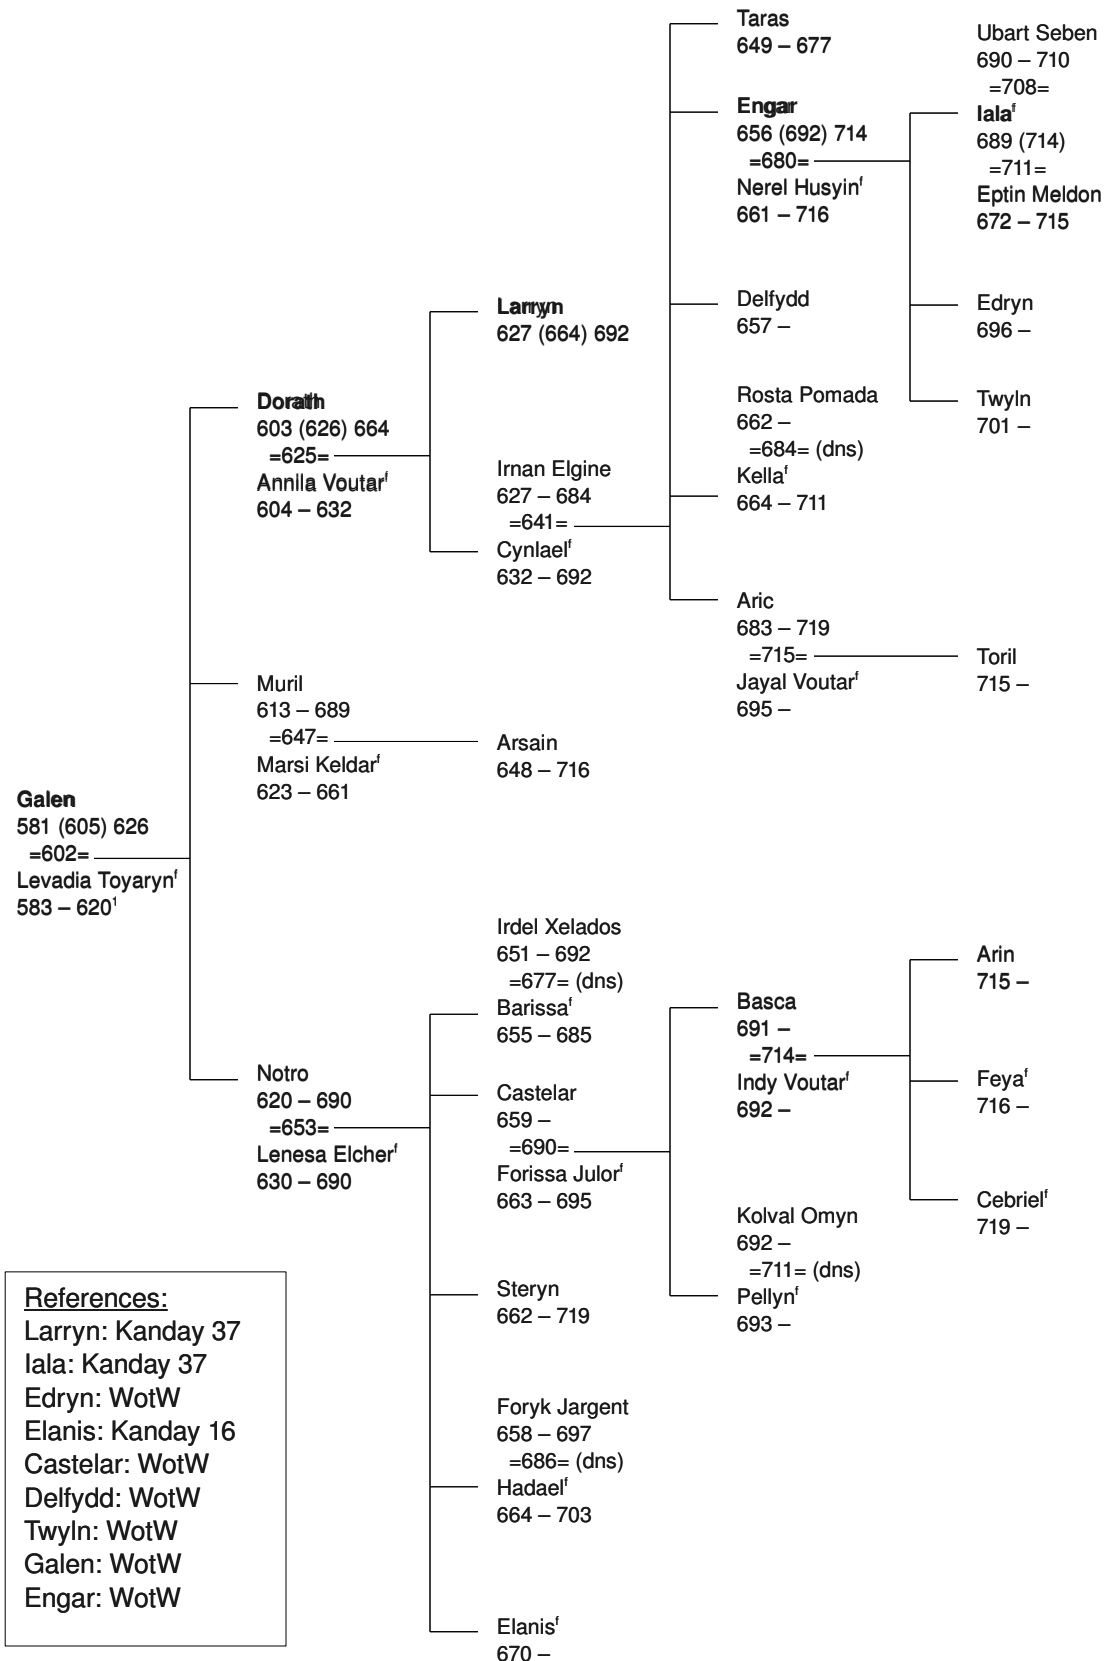 Taras
649 – 677
Engar
656 (692) 714
=680=
Nerel Husyinᶠ
661 – 716
Delfydd
657 –
Rosta Pomada
662 –
=684= (dns)
Kellaᶠ
664 – 711
Aric
683 – 719
=715=
Jayal Voutarᶠ
695 –
Ubart Seben
690 – 710
=708=
Ialaᶠ
689 (714)
=711=
Eptin Meldon
672 – 715
Edryn
696 –
Twyln
701 –
Toril
715 –
Larryn
627 (664) 692
Irnan Elgine
627 – 684
=641=
Cynlaelᶠ
632 – 692
Dorath
603 (626) 664
=625=
Annila Voutarᶠ
604 – 632
Muril
613 – 689
=647=
Marsi Keldarᶠ
623 – 661
Arsain
648 – 716
Galen
581 (605) 626
=602=
Levadia Toyarynᶠ
583 – 620¹
Notro
620 – 690
=653=
Lenesa Elcherᶠ
630 – 690
Irdel Xelados
651 – 692
=677= (dns)
Barissaᶠ
655 – 685
Castelar
659 –
=690=
Forissa Julorᶠ
663 – 695
Steryn
662 – 719
Foryk Jargent
658 – 697
=686= (dns)
Hadaelᶠ
664 – 703
Elanisᶠ
670 –
Basca
691 –
=714=
Indy Voutarᶠ
692 –
Kolval Omyn
692 –
=711= (dns)
Pellynᶠ
693 –
Arin
715 –
Feyaᶠ
716 –
Cebrielᶠ
719 –
References:
Larryn: Kanday 37
Iala: Kanday 37
Edryn: WotW
Elanis: Kanday 16
Castelar: WotW
Delfydd: WotW
Twyln: WotW
Galen: WotW
Engar: WotW